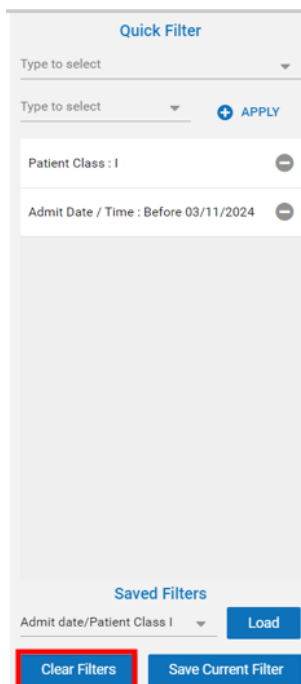 Quick Filter
Type to select
Type to select APPLY
Patient Class : I
Admit Date / Time : Before 03/11/2024
Saved Filters
Admit date/Patient Class I Load
Clear Filters Save Current Filter